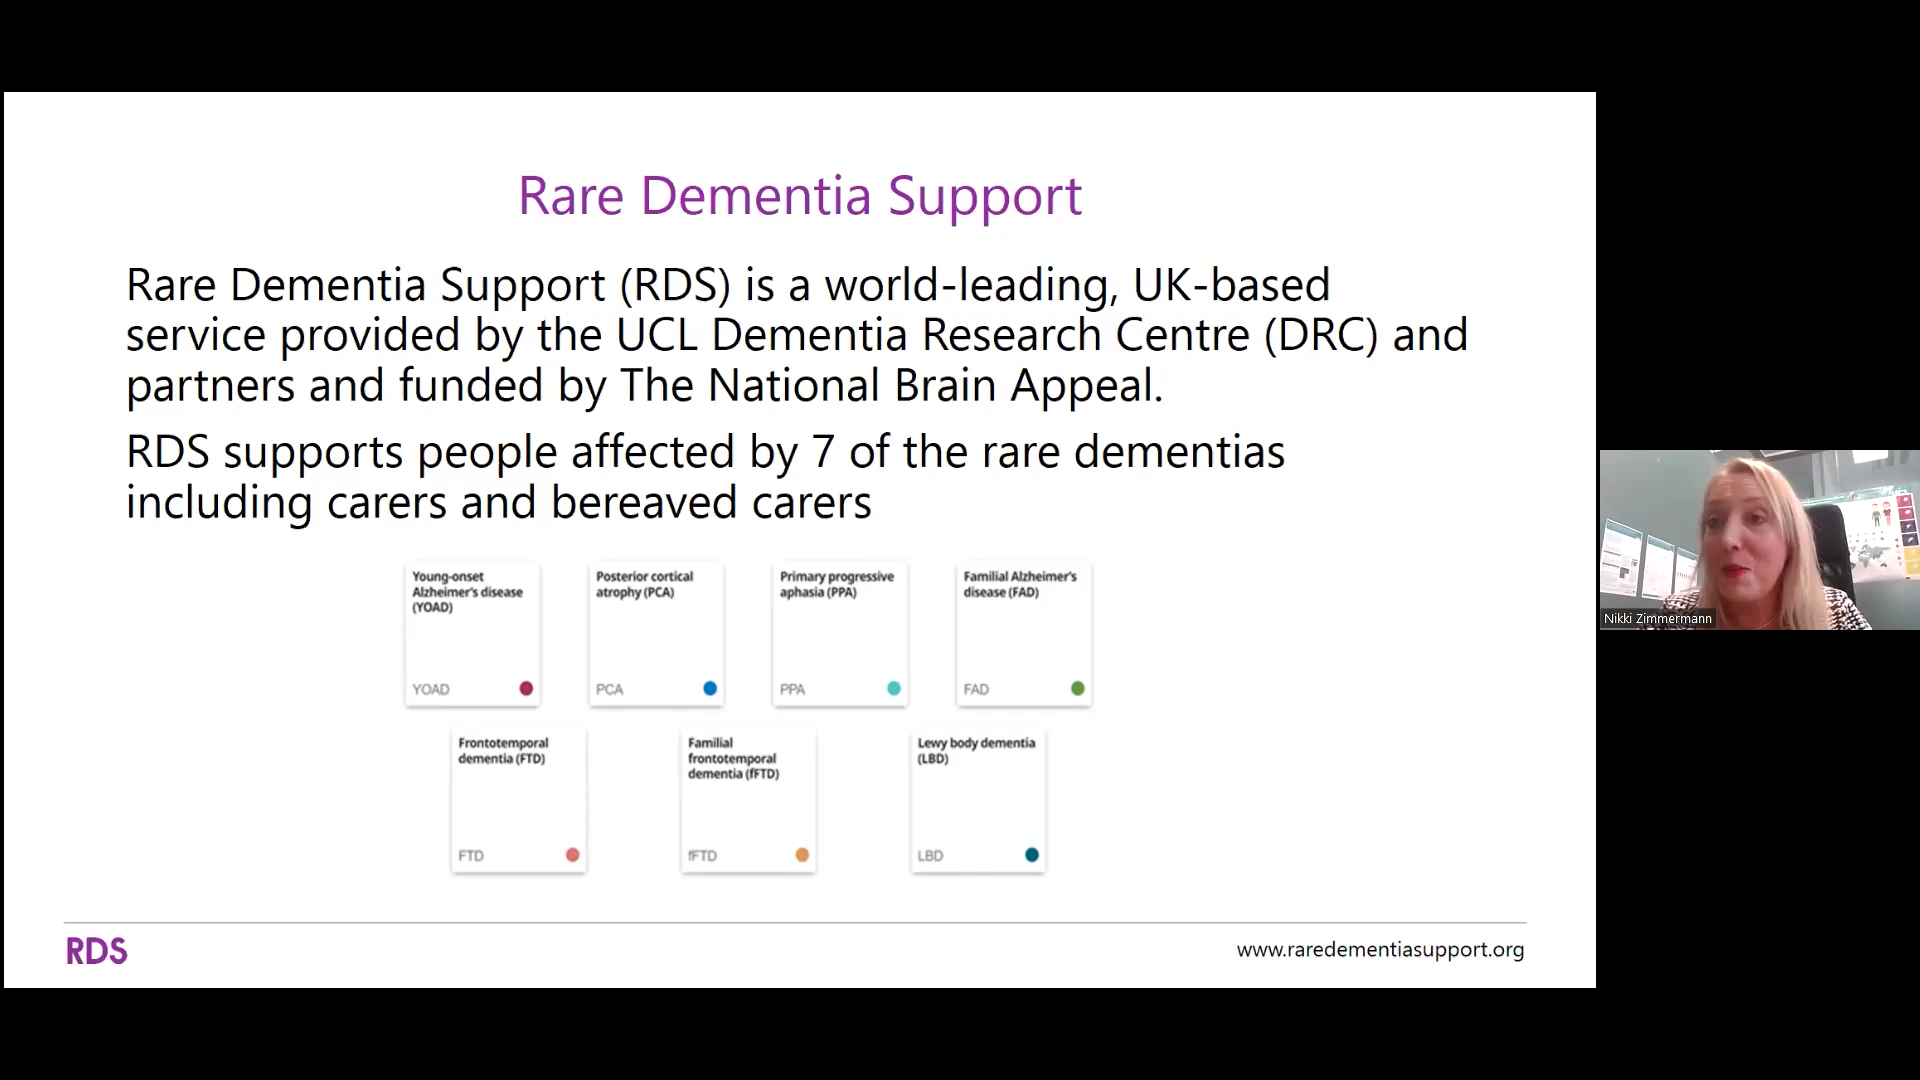 Rare Dementia Support
Rare Dementia Support (RDS) is a world-leading, UK-based
service provided by the UCL Dementia Research Centre (DRC) and
partners and funded by The National Brain Appeal.
RDS supports people affected by 7 of the rare dementias
including carers and bereaved carers
Young-onset
Alzheimer's disease
(YOAD)
YOAD
Posterior cortical
atrophy (PCA)
PCA
Primary progressive
aphasia (PPA)
PPA
Familial Alzheimer's
disease (FAD)
FAD
Frontotemporal
dementia (FTD)
FTD
Familial
frontotemporal
dementia (fFTD)
fFTD
Lewy body dementia
(LBD)
LBD
RDS
www.raredementiasupport.org
Nikki Zimmermann